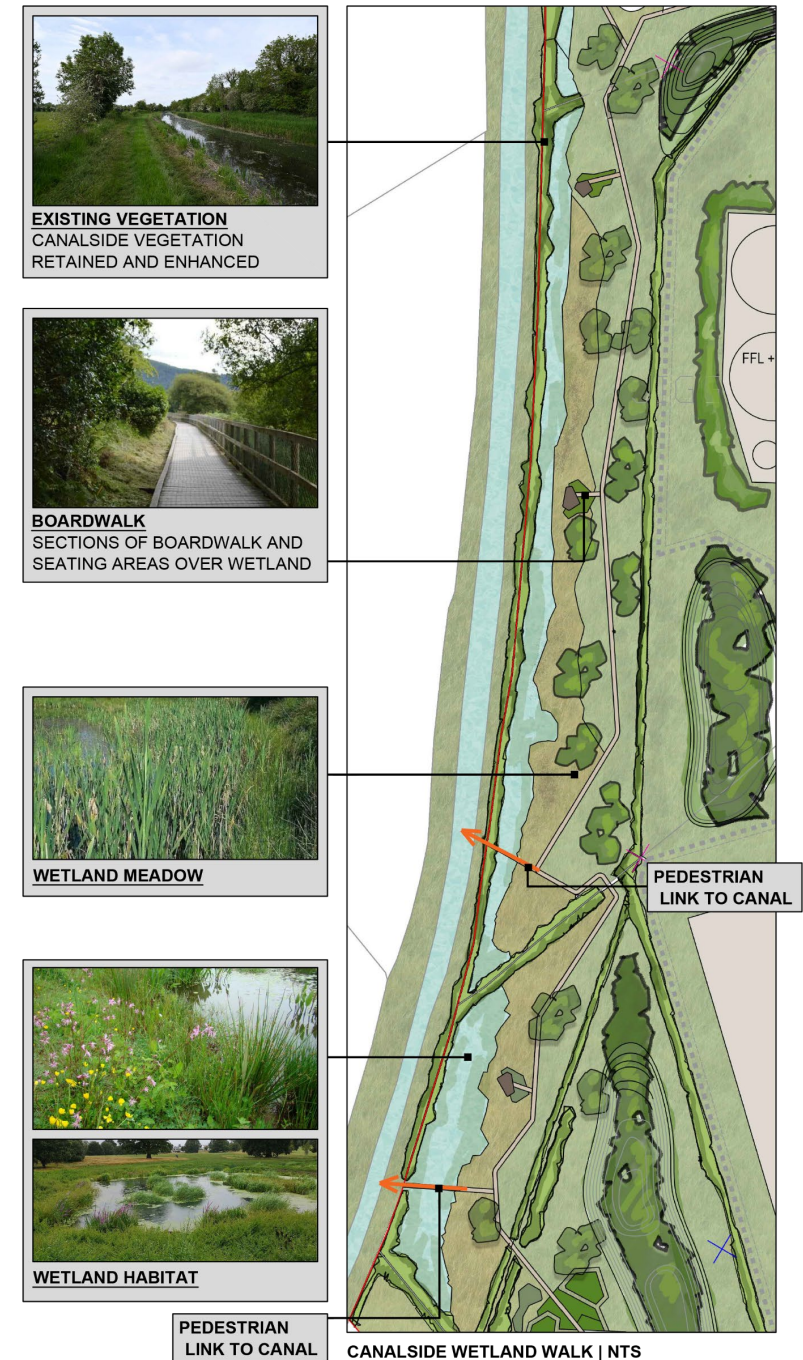 EXISTING VEGETATION
CANALSIDE VEGETATION
RETAINED AND ENHANCED
BOARDWALK
SECTIONS OF BOARDWALK AND
SEATING AREAS OVER WETLAND
WETLAND MEADOW
WETLAND HABITAT
PEDESTRIAN
LINK TO CANAL
FFL +
PEDESTRIAN
LINK TO CANAL
CANALSIDE WETLAND WALK | NTS